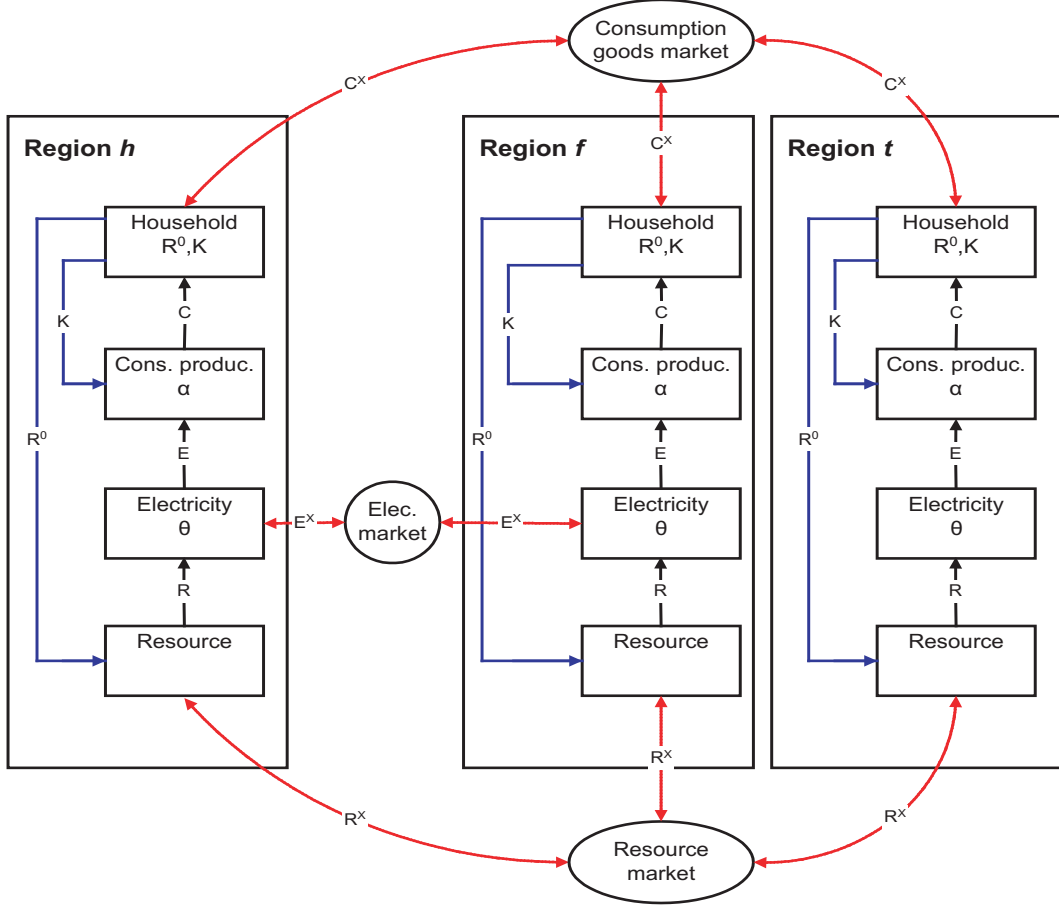 Consumption
goods market
Cˣ
Cˣ
Cˣ
Region h
Household
R⁰,K
K
C
Cons. produc.
α
R⁰
E
Electricity
θ
Eˣ
R
Resource
Elec.
market
Region f
Household
R⁰,K
K
C
Cons. produc.
α
R⁰
E
Electricity
θ
Eˣ
R
Resource
Region t
Household
R⁰,K
K
C
Cons. produc.
α
R⁰
E
Electricity
θ
R
Resource
Rˣ
Rˣ
Rˣ
Resource
market